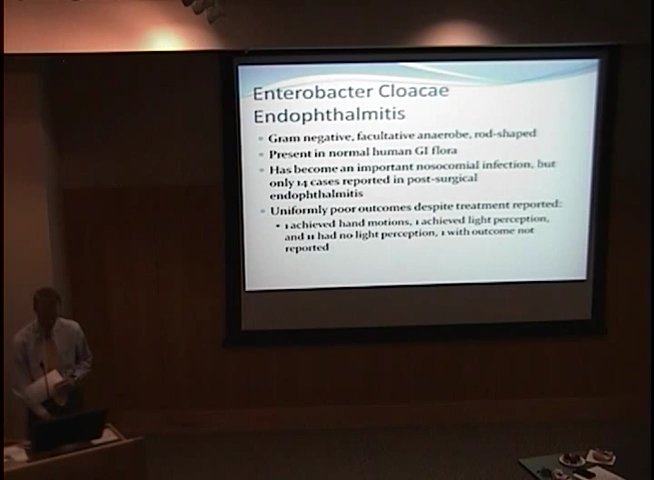 Enterobacter Cloacae
Endophthalmitis
Gram negative, facultative anaerobe, rod-shaped
Present in normal human GI flora
Has become an important nosocomial infection, but
only 14 cases reported in post-surgical
endophthalmitis
Uniformly poor outcomes despite treatment reported:
1 achieved hand motions, 1 achieved light perception,
and 11 had no light perception, 1 with outcome not
reported